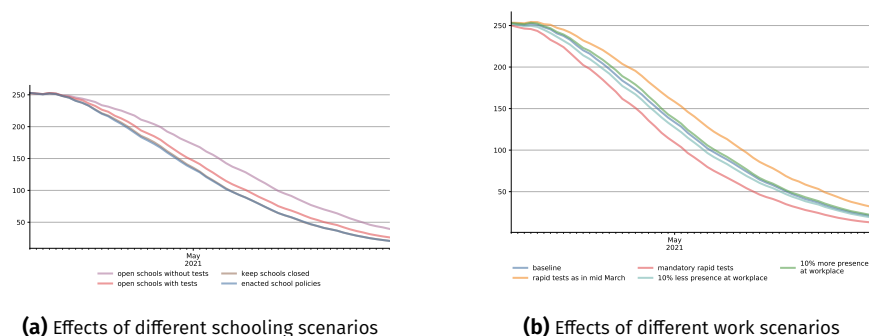 250
200
150
100
50
May
2021
open schools without tests
keep schools closed
open schools with tests
enacted school policies
(a) Effects of different schooling scenarios
250
200
150
100
50
May
2021
baseline
mandatory rapid tests
10% more presence
at workplace
rapid tests as in mid March
10% less presence at workplace
(b) Effects of different work scenarios